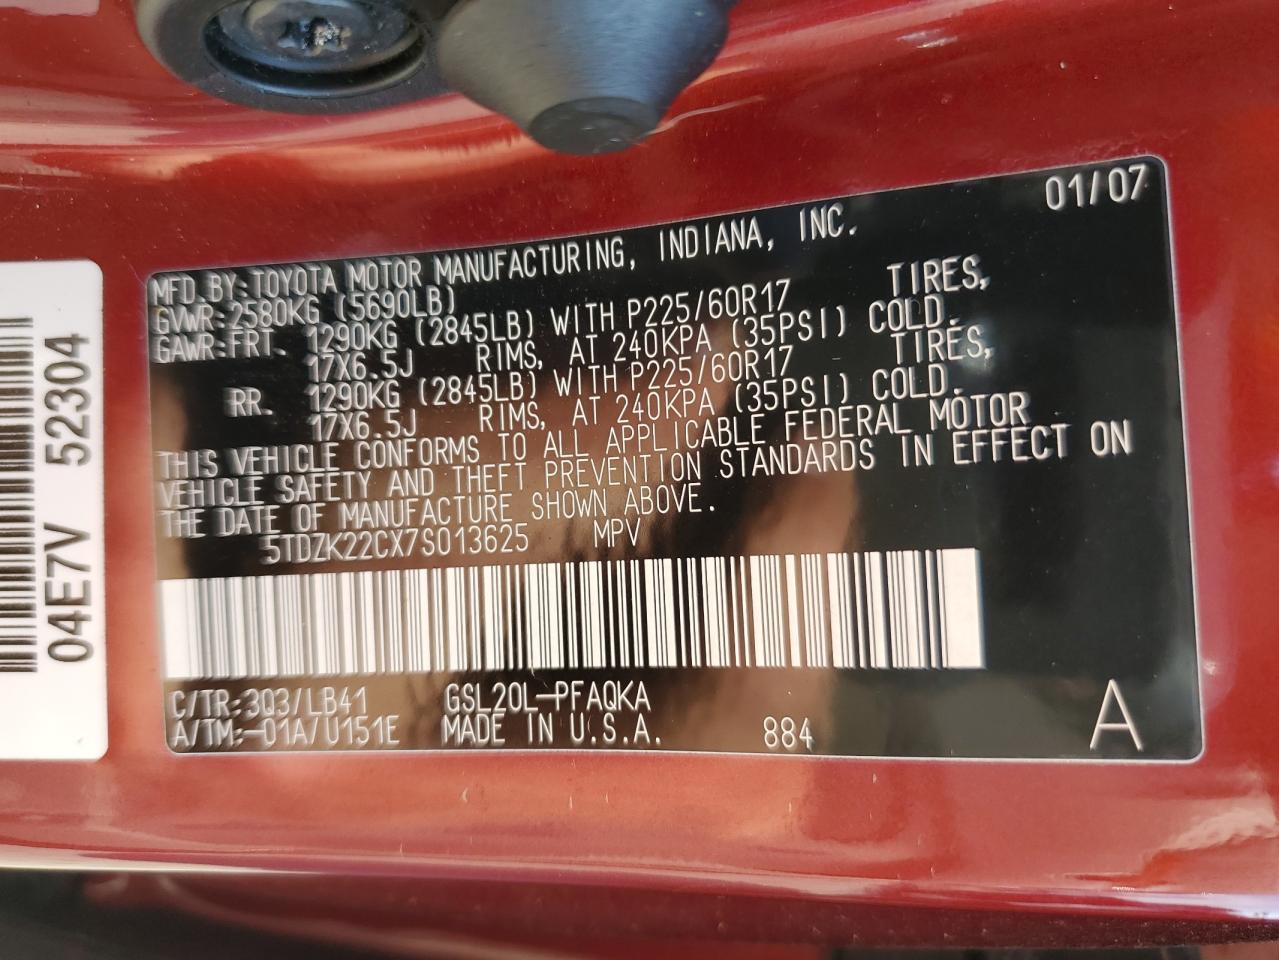 01/07
MFD.BY:TOYOTA MOTOR MANUFACTURING, INDIANA, INC.
GVWR:2580KG (5690LB)
GAWR:FRT. 1290KG (2845LB) WITH P225/60R17 TIRES,
17X6.5J RIMS, AT 240KPA (35PSI) COLD.
RR. 1290KG (2845LB) WITH P225/60R17 TIRES,
17X6.5J RIMS, AT 240KPA (35PSI) COLD.
THIS VEHICLE CONFORMS TO ALL APPLICABLE FEDERAL MOTOR
VEHICLE SAFETY AND THEFT PREVENTION STANDARDS IN EFFECT ON
THE DATE OF MANUFACTURE SHOWN ABOVE.
5TDZK22CX7S013625 MPV
C/TR:3Q3/LB41 GSL20L-PFAQKA
A/TM:-01A/U151E MADE IN U.S.A. 884 A
04E7V 52304